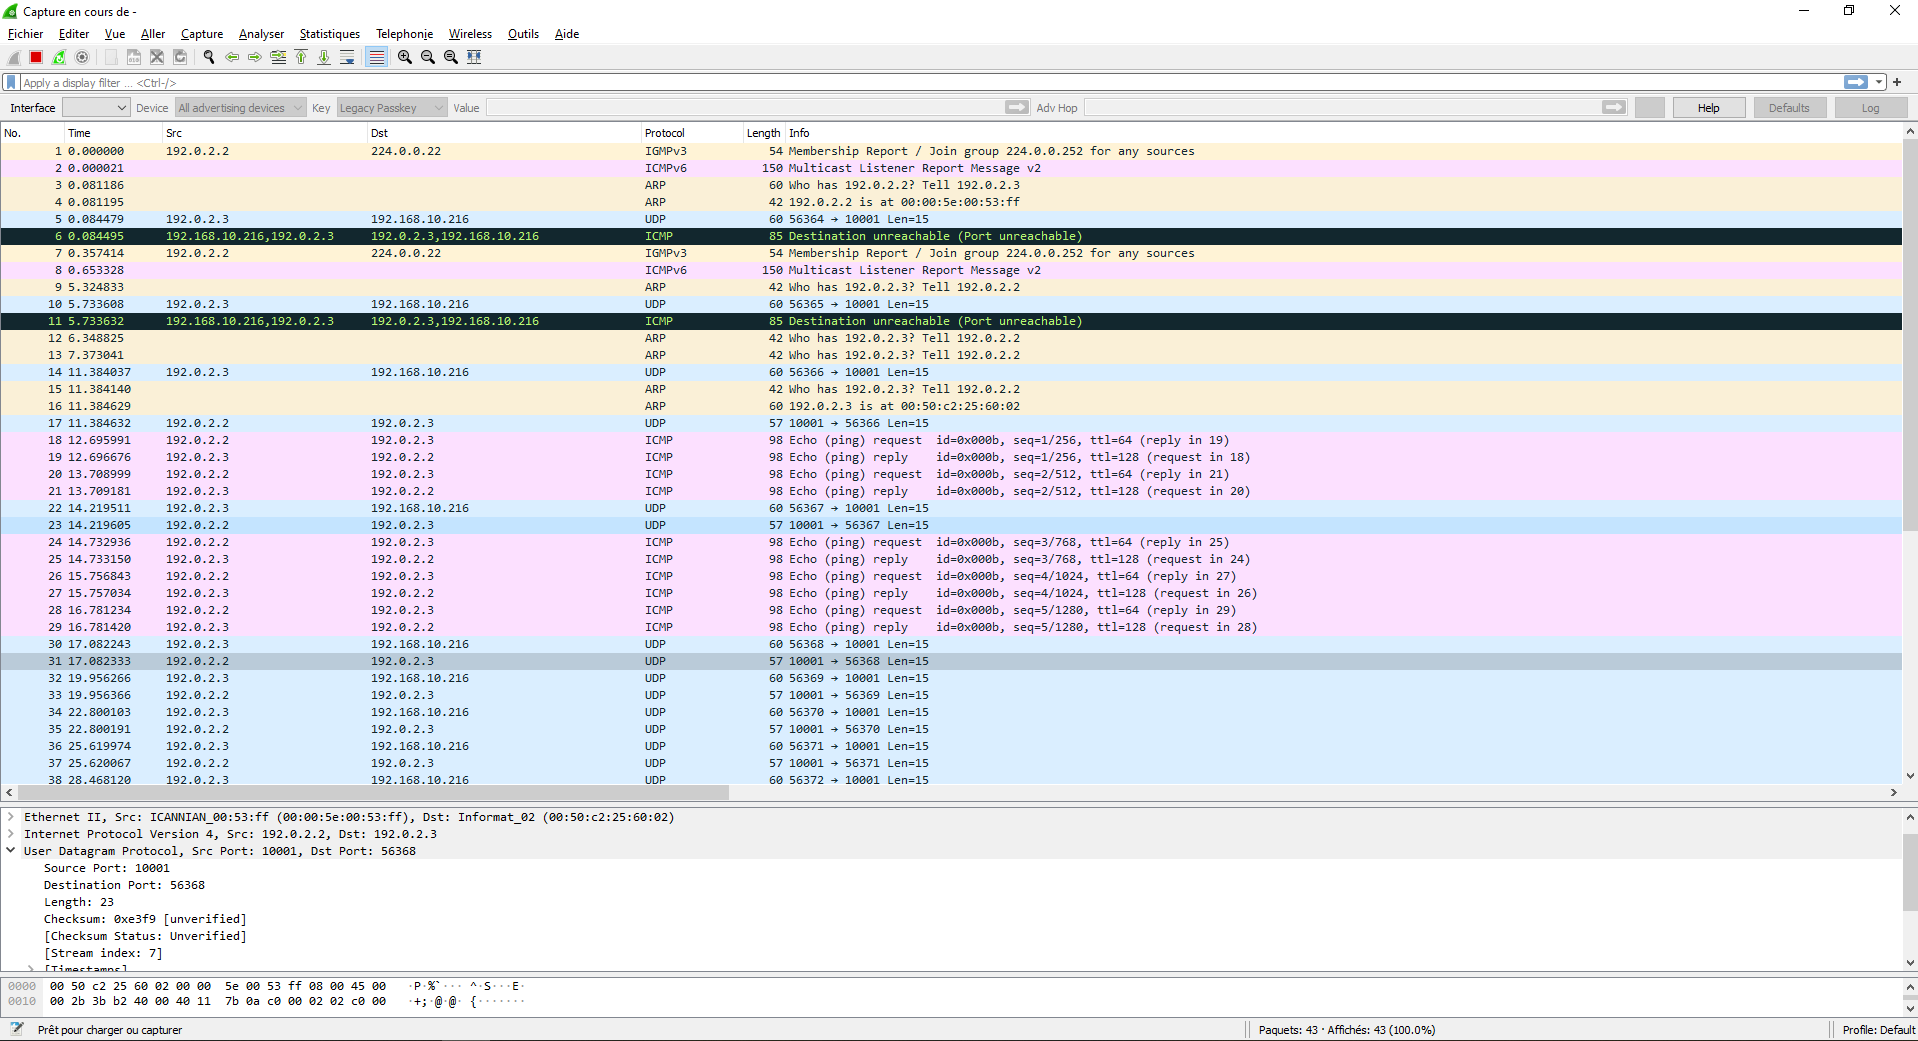 Capture en cours de -
Fichier Editer Vue Aller Capture Analyser Statistiques Telephonie Wireless Outils Aide
Apply a display filter … <Ctrl-/>
Interface Device All advertising devices Key Legacy Passkey Value Adv Hop Help Defaults Log
No. Time Src Dst Protocol Length Info
1 0.000000 192.0.2.2 224.0.0.22 IGMPv3 54 Membership Report / Join group 224.0.0.252 for any sources
2 0.000021 ICMPv6 150 Multicast Listener Report Message v2
3 0.081186 ARP 60 Who has 192.0.2.2? Tell 192.0.2.3
4 0.081195 ARP 42 192.0.2.2 is at 00:00:5e:00:53:ff
5 0.084479 192.0.2.3 192.168.10.216 UDP 60 56364 → 10001 Len=15
6 0.084495 192.168.10.216,192.0.2.3 192.0.2.3,192.168.10.216 ICMP 85 Destination unreachable (Port unreachable)
7 0.357414 192.0.2.2 224.0.0.22 IGMPv3 54 Membership Report / Join group 224.0.0.252 for any sources
8 0.653328 ICMPv6 150 Multicast Listener Report Message v2
9 5.324833 ARP 42 Who has 192.0.2.3? Tell 192.0.2.2
10 5.733608 192.0.2.3 192.168.10.216 UDP 60 56365 → 10001 Len=15
11 5.733632 192.168.10.216,192.0.2.3 192.0.2.3,192.168.10.216 ICMP 85 Destination unreachable (Port unreachable)
12 6.348825 ARP 42 Who has 192.0.2.3? Tell 192.0.2.2
13 7.373041 ARP 42 Who has 192.0.2.3? Tell 192.0.2.2
14 11.384037 192.0.2.3 192.168.10.216 UDP 60 56366 → 10001 Len=15
15 11.384140 ARP 42 Who has 192.0.2.3? Tell 192.0.2.2
16 11.384629 ARP 60 192.0.2.3 is at 00:50:c2:25:60:02
17 11.384632 192.0.2.2 192.0.2.3 UDP 57 10001 → 56366 Len=15
18 12.695991 192.0.2.2 192.0.2.3 ICMP 98 Echo (ping) request id=0x000b, seq=1/256, ttl=64 (reply in 19)
19 12.696676 192.0.2.3 192.0.2.2 ICMP 98 Echo (ping) reply id=0x000b, seq=1/256, ttl=128 (request in 18)
20 13.708999 192.0.2.2 192.0.2.3 ICMP 98 Echo (ping) request id=0x000b, seq=2/512, ttl=64 (reply in 21)
21 13.709181 192.0.2.3 192.0.2.2 ICMP 98 Echo (ping) reply id=0x000b, seq=2/512, ttl=128 (request in 20)
22 14.219511 192.0.2.3 192.168.10.216 UDP 60 56367 → 10001 Len=15
23 14.219605 192.0.2.2 192.0.2.3 UDP 57 10001 → 56367 Len=15
24 14.732936 192.0.2.2 192.0.2.3 ICMP 98 Echo (ping) request id=0x000b, seq=3/768, ttl=64 (reply in 25)
25 14.733150 192.0.2.3 192.0.2.2 ICMP 98 Echo (ping) reply id=0x000b, seq=3/768, ttl=128 (request in 24)
26 15.756843 192.0.2.2 192.0.2.3 ICMP 98 Echo (ping) request id=0x000b, seq=4/1024, ttl=64 (reply in 27)
27 15.757034 192.0.2.3 192.0.2.2 ICMP 98 Echo (ping) reply id=0x000b, seq=4/1024, ttl=128 (request in 26)
28 16.781234 192.0.2.2 192.0.2.3 ICMP 98 Echo (ping) request id=0x000b, seq=5/1280, ttl=64 (reply in 29)
29 16.781420 192.0.2.3 192.0.2.2 ICMP 98 Echo (ping) reply id=0x000b, seq=5/1280, ttl=128 (request in 28)
30 17.082243 192.0.2.3 192.168.10.216 UDP 60 56368 → 10001 Len=15
31 17.082333 192.0.2.2 192.0.2.3 UDP 57 10001 → 56368 Len=15
32 19.956266 192.0.2.3 192.168.10.216 UDP 60 56369 → 10001 Len=15
33 19.956366 192.0.2.2 192.0.2.3 UDP 57 10001 → 56369 Len=15
34 22.800103 192.0.2.3 192.168.10.216 UDP 60 56370 → 10001 Len=15
35 22.800191 192.0.2.2 192.0.2.3 UDP 57 10001 → 56370 Len=15
36 25.619974 192.0.2.3 192.168.10.216 UDP 60 56371 → 10001 Len=15
37 25.620067 192.0.2.2 192.0.2.3 UDP 57 10001 → 56371 Len=15
38 28.468120 192.0.2.3 192.168.10.216 UDP 60 56372 → 10001 Len=15
Ethernet II, Src: ICANNIAN_00:53:ff (00:00:5e:00:53:ff), Dst: Informat_02 (00:50:c2:25:60:02)
Internet Protocol Version 4, Src: 192.0.2.2, Dst: 192.0.2.3
User Datagram Protocol, Src Port: 10001, Dst Port: 56368
Source Port: 10001
Destination Port: 56368
Length: 23
Checksum: 0xe3f9 [unverified]
[Checksum Status: Unverified]
[Stream index: 7]
[Timestamps]
0000 00 50 c2 25 60 02 00 00 5e 00 53 ff 08 00 45 00 ·P·%`··· ^·S···E·
0010 00 2b 3b b2 40 00 40 11 7b 0a c0 00 02 02 c0 00 ·+;·@·@· {·······
Prêt pour charger ou capturer Paquets: 43 · Affichés: 43 (100.0%) Profile: Default